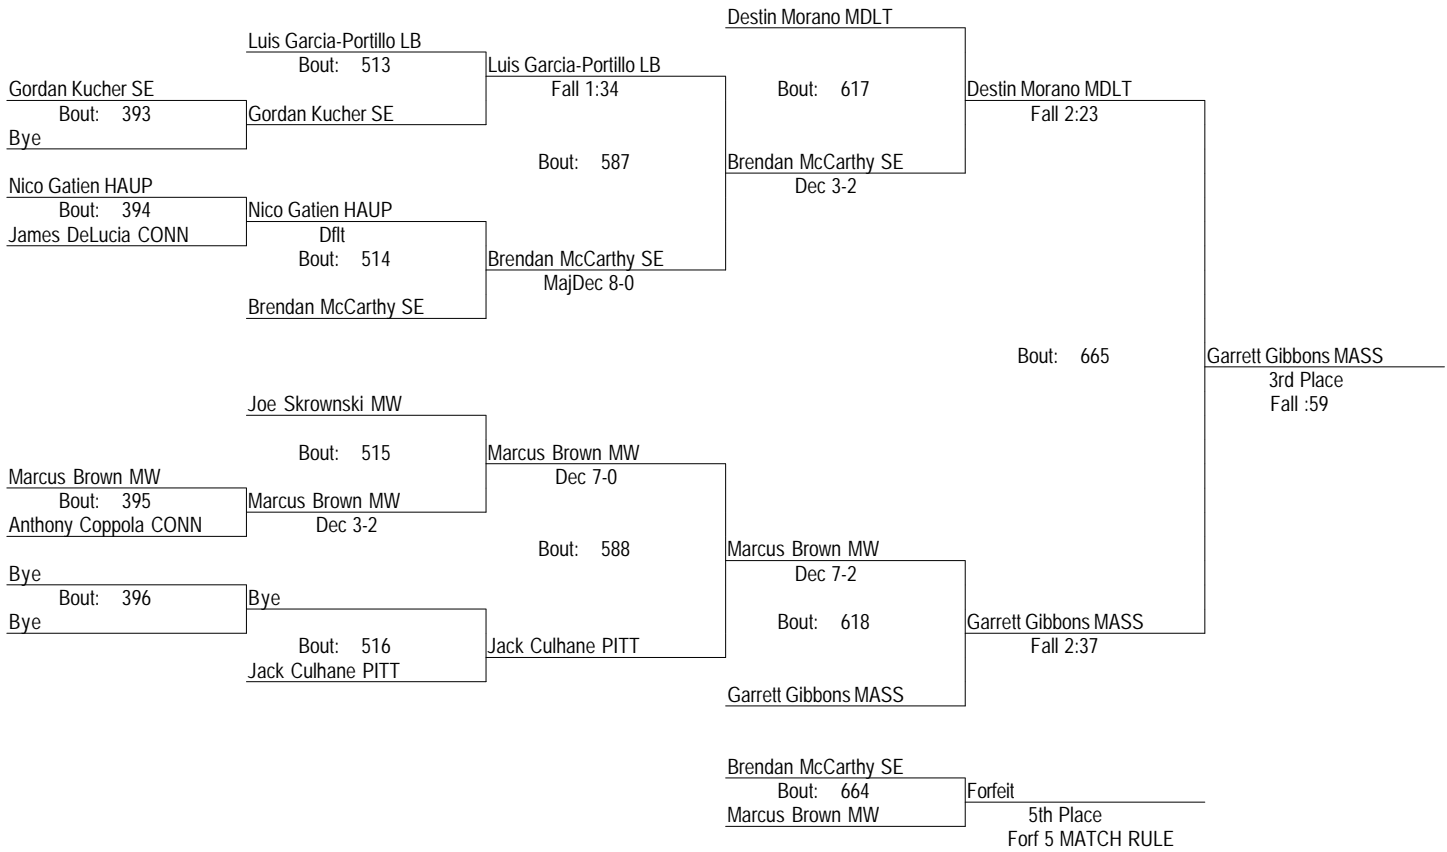 Destin Morano MDLT
Luis Garcia-Portillo LB
Bout: 513
Luis Garcia-Portillo LB
Gordan Kucher SE
Fall 1:34
Bout: 617
Destin Morano MDLT
Bout: 393
Gordan Kucher SE
Fall 2:23
Bye
Bout: 587
Brendan McCarthy SE
Nico Gatien HAUP
Dec 3-2
Bout: 394
Nico Gatien HAUP
James DeLucia CONN
Dflt
Bout: 514
Brendan McCarthy SE
MajDec 8-0
Brendan McCarthy SE
Bout: 665
Garrett Gibbons MASS
3rd Place
Joe Skrownski MW
Fall :59
Bout: 515
Marcus Brown MW
Marcus Brown MW
Dec 7-0
Bout: 395
Marcus Brown MW
Anthony Coppola CONN
Dec 3-2
Bout: 588
Marcus Brown MW
Bye
Dec 7-2
Bout: 396
Bye
Bye
Bout: 618
Garrett Gibbons MASS
Bout: 516
Jack Culhane PITT
Fall 2:37
Jack Culhane PITT
Garrett Gibbons MASS
Brendan McCarthy SE
Bout: 664
Forfeit
Marcus Brown MW
5th Place
Forf 5 MATCH RULE